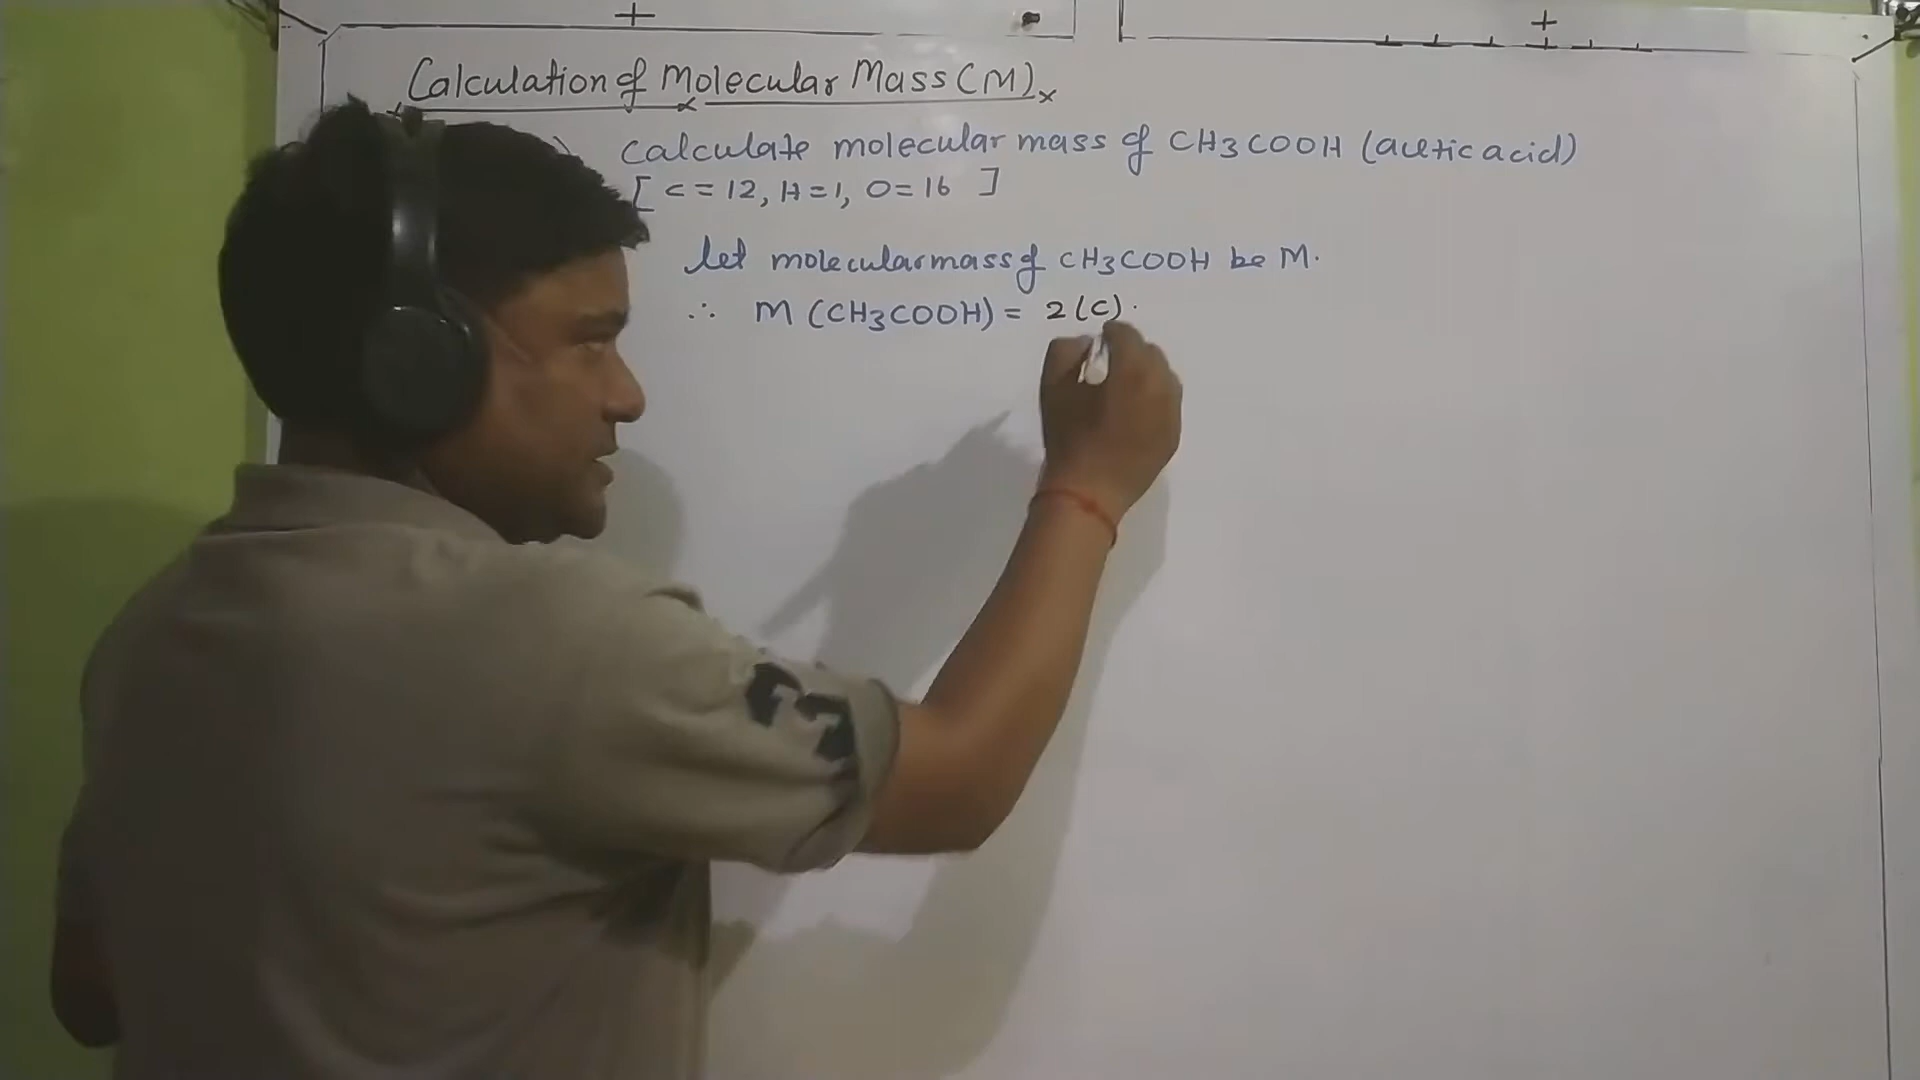 Calculation of Molecular Mass (M)
) calculate molecular mass of CH3COOH (acetic acid)
[ C = 12, H = 1, O = 16 ]
let molecular mass of CH3COOH be M.
∴ M (CH3COOH) = 2(C)